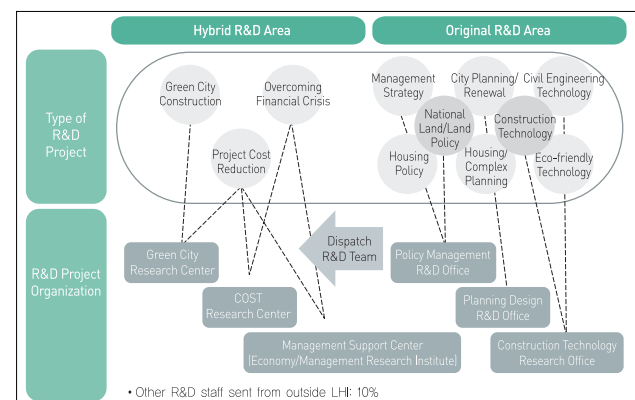 Hybrid R&D Area
Original R&D Area
Type of
R&D
Project
Green City
Construction
Overcoming
Financial Crisis
Project Cost
Reduction
Management
Strategy
City Planning/
Renewal
Civil Engineering
Technology
National
Land/Land
Policy
Construction
Technology
Housing
Policy
Housing/
Complex
Planning
Eco-friendly
Technology
R&D Project
Organization
Dispatch
R&D Team
Green City
Research Center
Policy Management
R&D Office
COST
Research Center
Planning Design
R&D Office
Management Support Center
(Economy/Management Research Institute)
Construction Technology
Research Office
• Other R&D staff sent from outside LHI: 10%